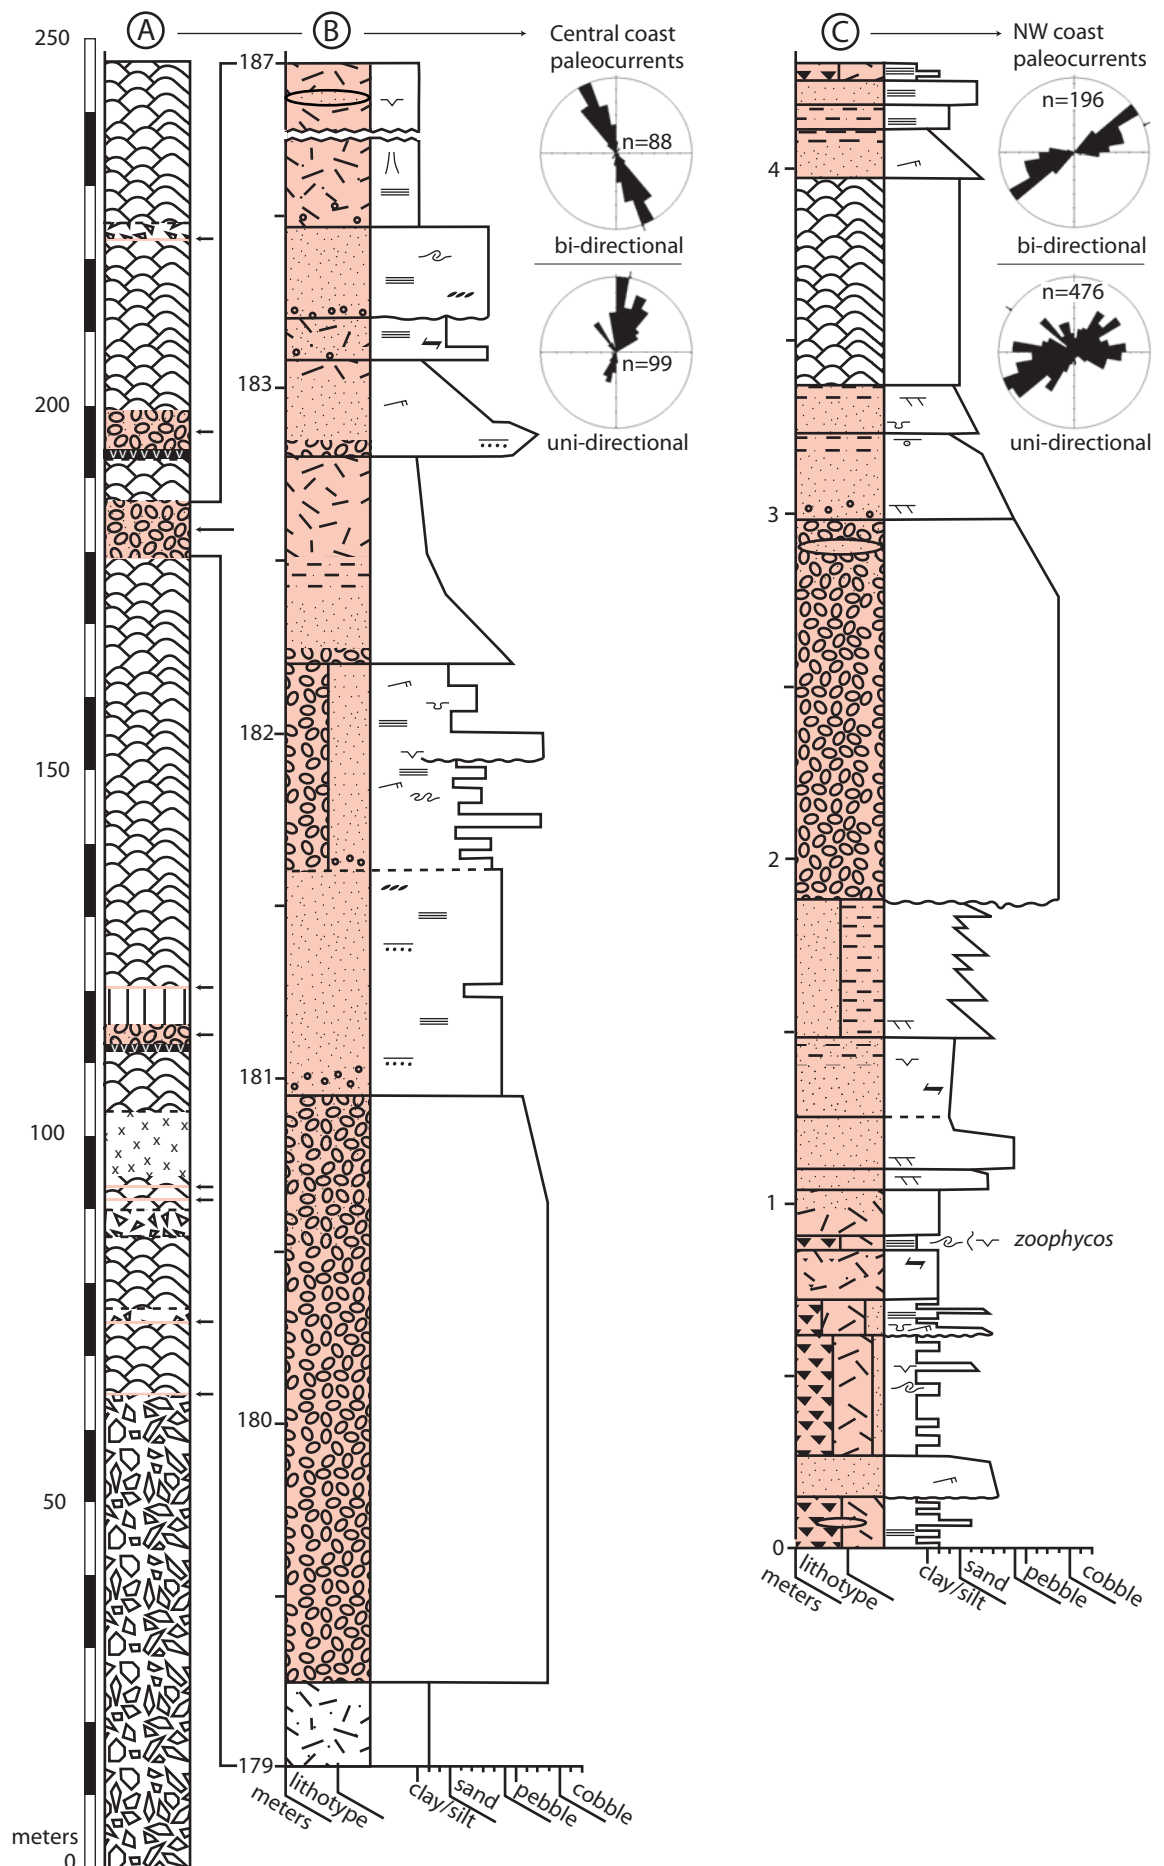 A
B
Central coast
paleocurrents
n=88
bi-directional
n=99
uni-directional
C
NW coast
paleocurrents
n=196
bi-directional
n=476
uni-directional
250
200
150
100
50
meters
0
187
183
182
181
180
179
meters
lithotype
clay/silt
sand
pebble
cobble
4
3
2
1
0
zoophycos
meters
lithotype
clay/silt
sand
pebble
cobble